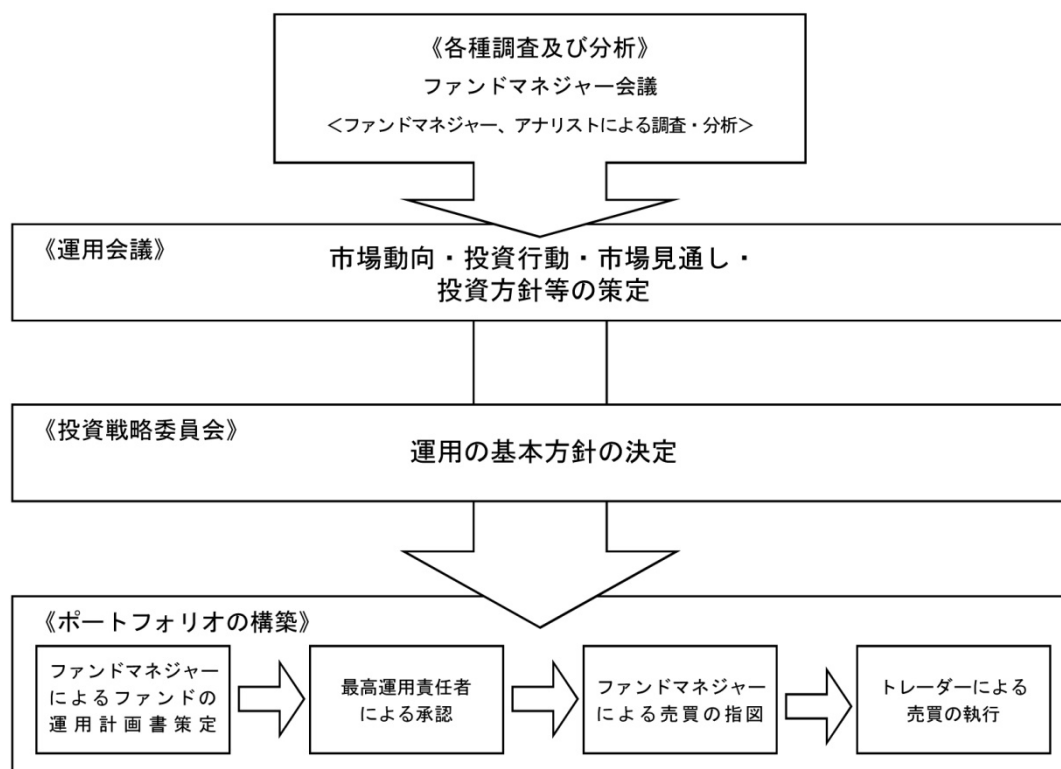 《各種調査及び分析》
ファンドマネジャー会議
＜ファンドマネジャー、アナリストによる調査・分析＞
《運用会議》
市場動向・投資行動・市場見通し・
投資方針等の策定
《投資戦略委員会》
運用の基本方針の決定
《ポートフォリオの構築》
ファンドマネジャー
によるファンドの
運用計画書策定
最高運用責任者
による承認
ファンドマネジャー
による売買の指図
トレーダーによる
売買の執行